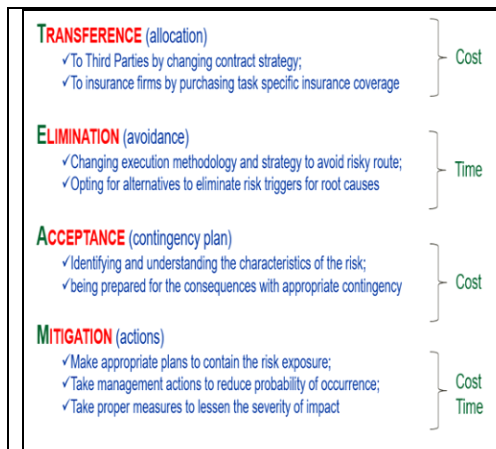 TRANSFERENCE (allocation)
✓To Third Parties by changing contract strategy;
✓To insurance firms by purchasing task specific insurance coverage
Cost
ELIMINATION (avoidance)
✓Changing execution methodology and strategy to avoid risky route;
✓Opting for alternatives to eliminate risk triggers for root causes
Time
ACCEPTANCE (contingency plan)
✓Identifying and understanding the characteristics of the risk;
✓being prepared for the consequences with appropriate contingency
Cost
MITIGATION (actions)
✓Make appropriate plans to contain the risk exposure;
✓Take management actions to reduce probability of occurrence;
✓Take proper measures to lessen the severity of impact
Cost
Time